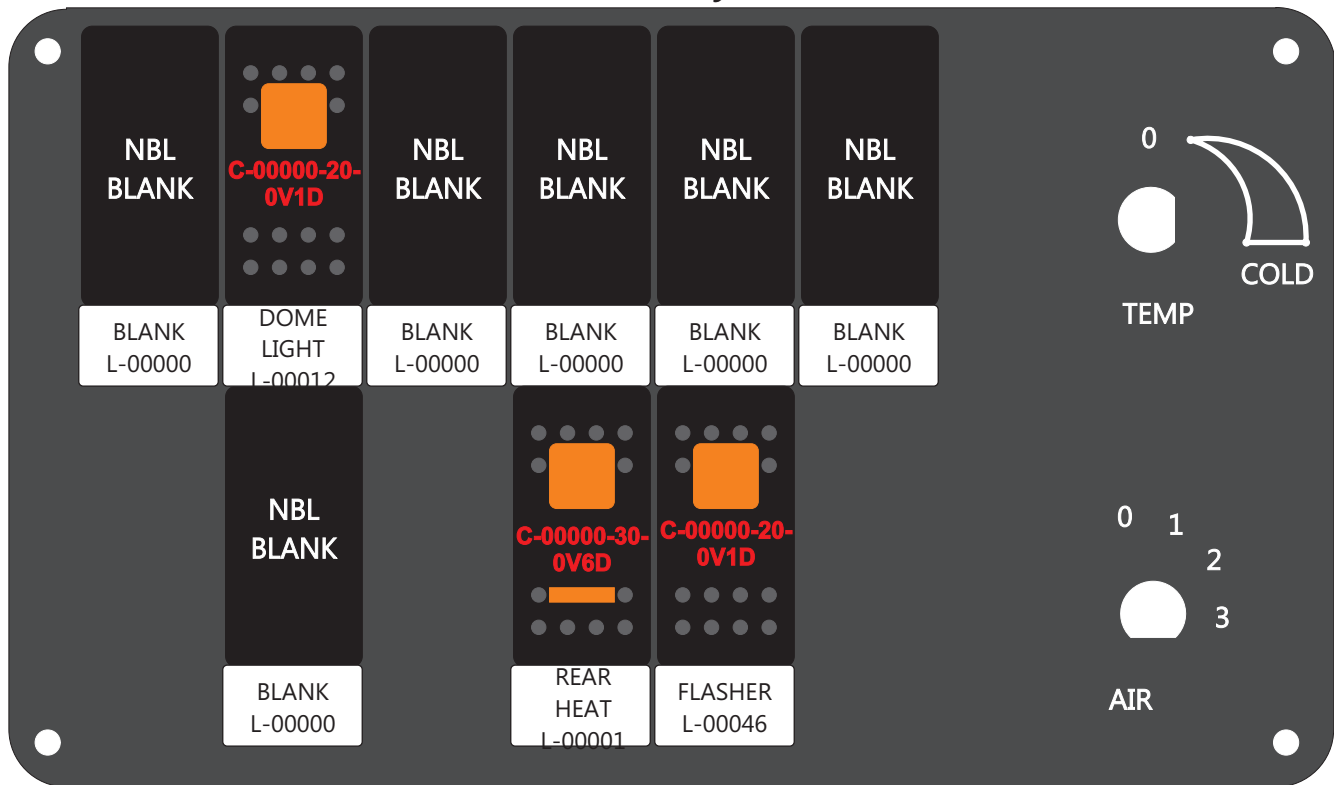 NBL
BLANK
C-00000-20-
0V1D
NBL
BLANK
NBL
BLANK
NBL
BLANK
NBL
BLANK
BLANK
L-00000
DOME
LIGHT
L-00012
BLANK
L-00000
BLANK
L-00000
BLANK
L-00000
BLANK
L-00000
0
COLD
TEMP
NBL
BLANK
C-00000-30-
0V6D
C-00000-20-
0V1D
BLANK
L-00000
REAR
HEAT
L-00001
FLASHER
L-00046
0
1
2
3
AIR